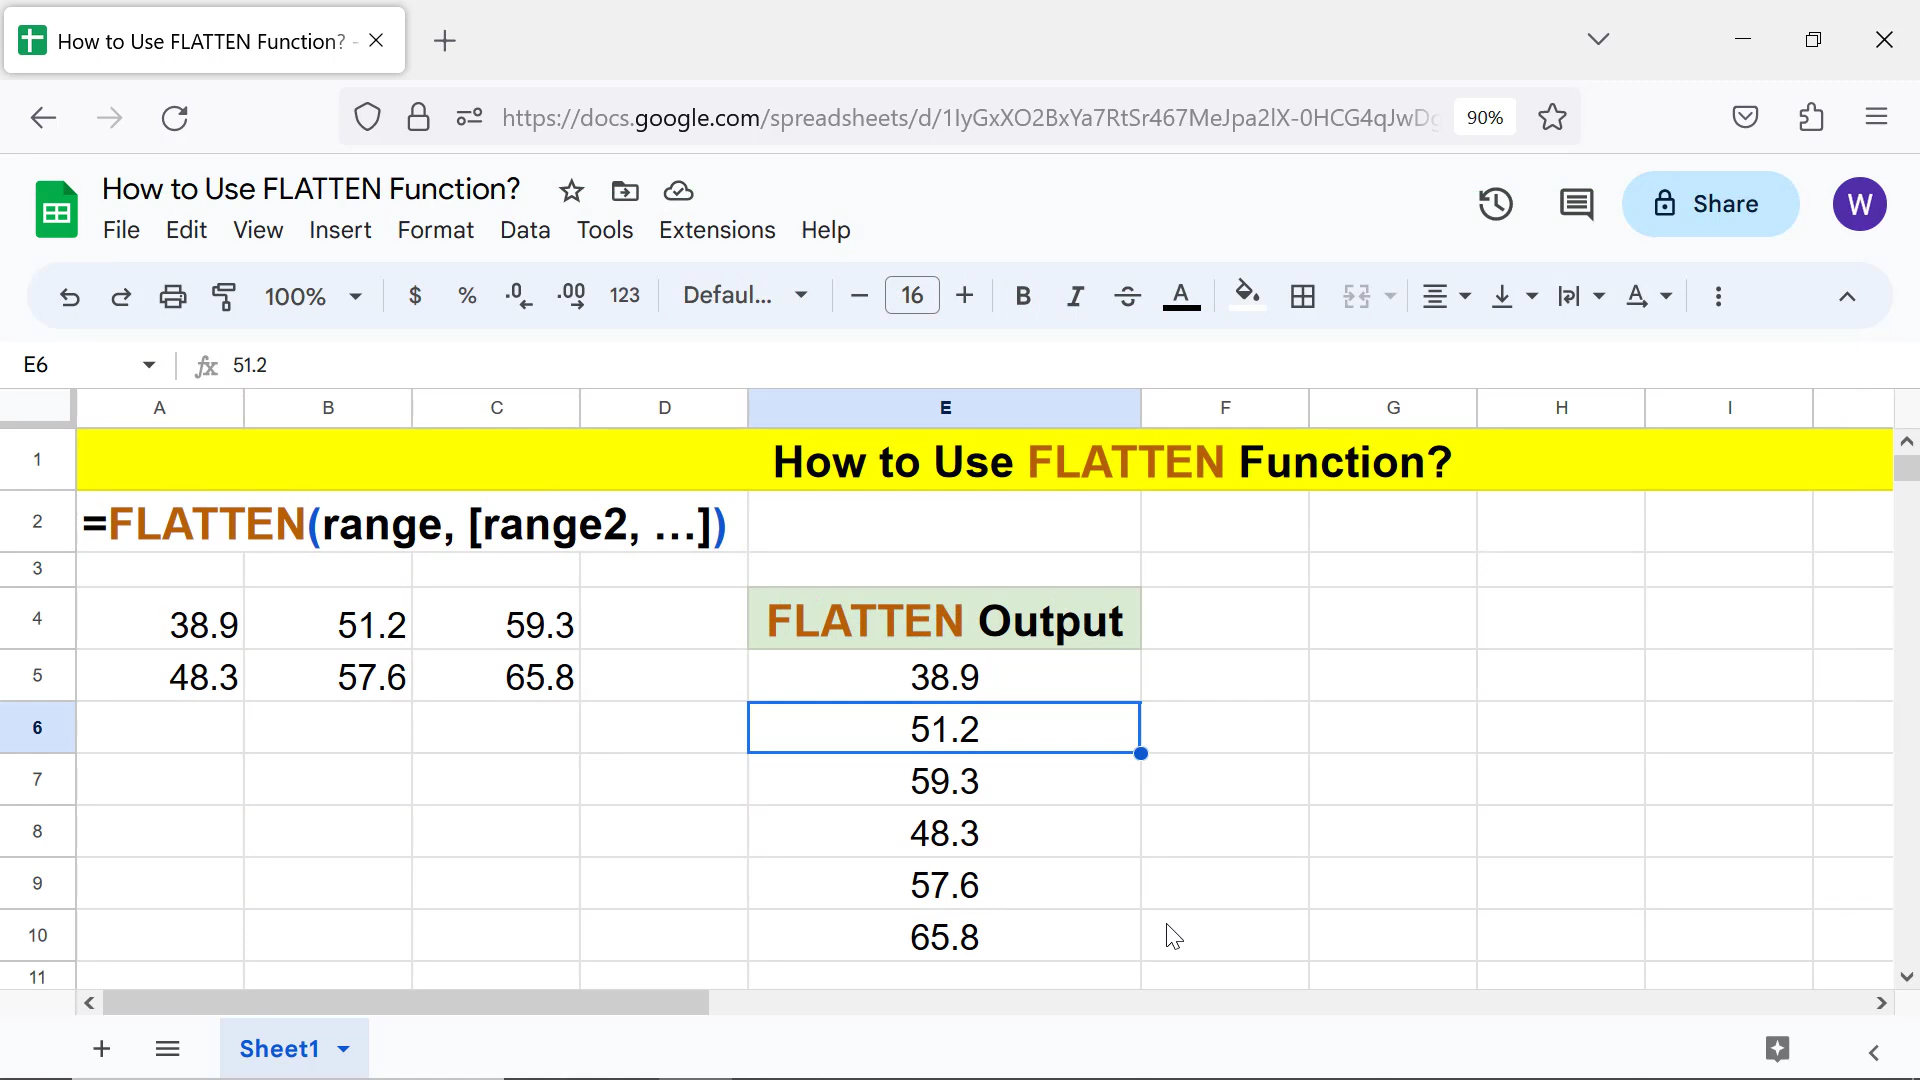 How to Use FLATTEN Function? -
https://docs.google.com/spreadsheets/d/1IyGxXO2BxYa7RtSr467MeJpa2lX-0HCG4qJwDg
90%
How to Use FLATTEN Function?
File Edit View Insert Format Data Tools Extensions Help
Share
W
100% $ % .0 .00 123 Defaul... 16 B I S A A
E6 fx 51.2
A B C D E F G H I
1 How to Use FLATTEN Function?
2 =FLATTEN(range, [range2, …])
3
4 38.9 51.2 59.3 FLATTEN Output
5 48.3 57.6 65.8 38.9
6 51.2
7 59.3
8 48.3
9 57.6
10 65.8
11
Sheet1